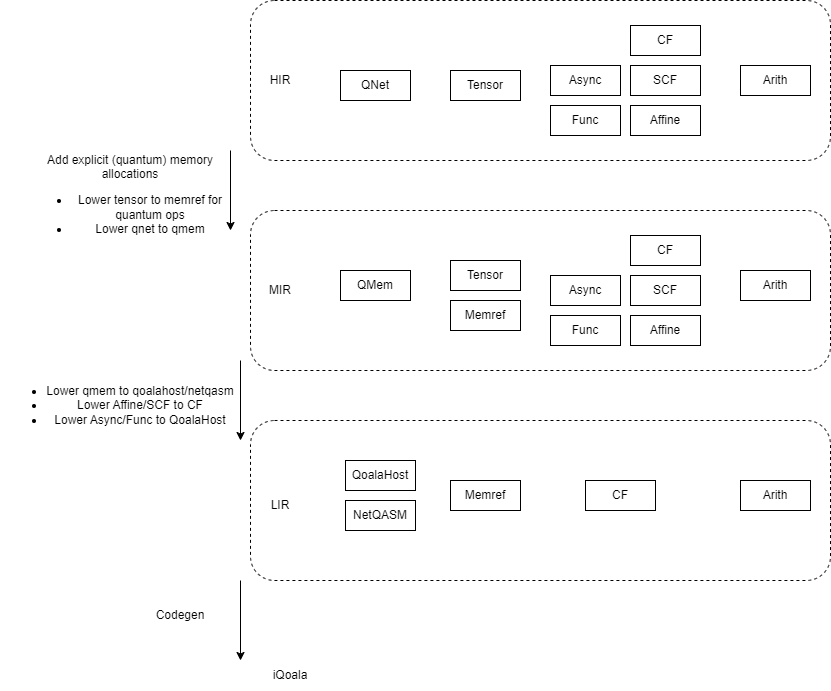 CF
HIR
QNet
Tensor
Async
SCF
Arith
Func
Affine
Add explicit (quantum) memory
allocations
• Lower tensor to memref for
quantum ops
• Lower qnet to qmem
CF
MIR
QMem
Tensor
Async
SCF
Arith
Memref
Func
Affine
• Lower qmem to qoalahost/netqasm
• Lower Affine/SCF to CF
• Lower Async/Func to QoalaHost
LIR
QoalaHost
NetQASM
Memref
CF
Arith
Codegen
iQoala